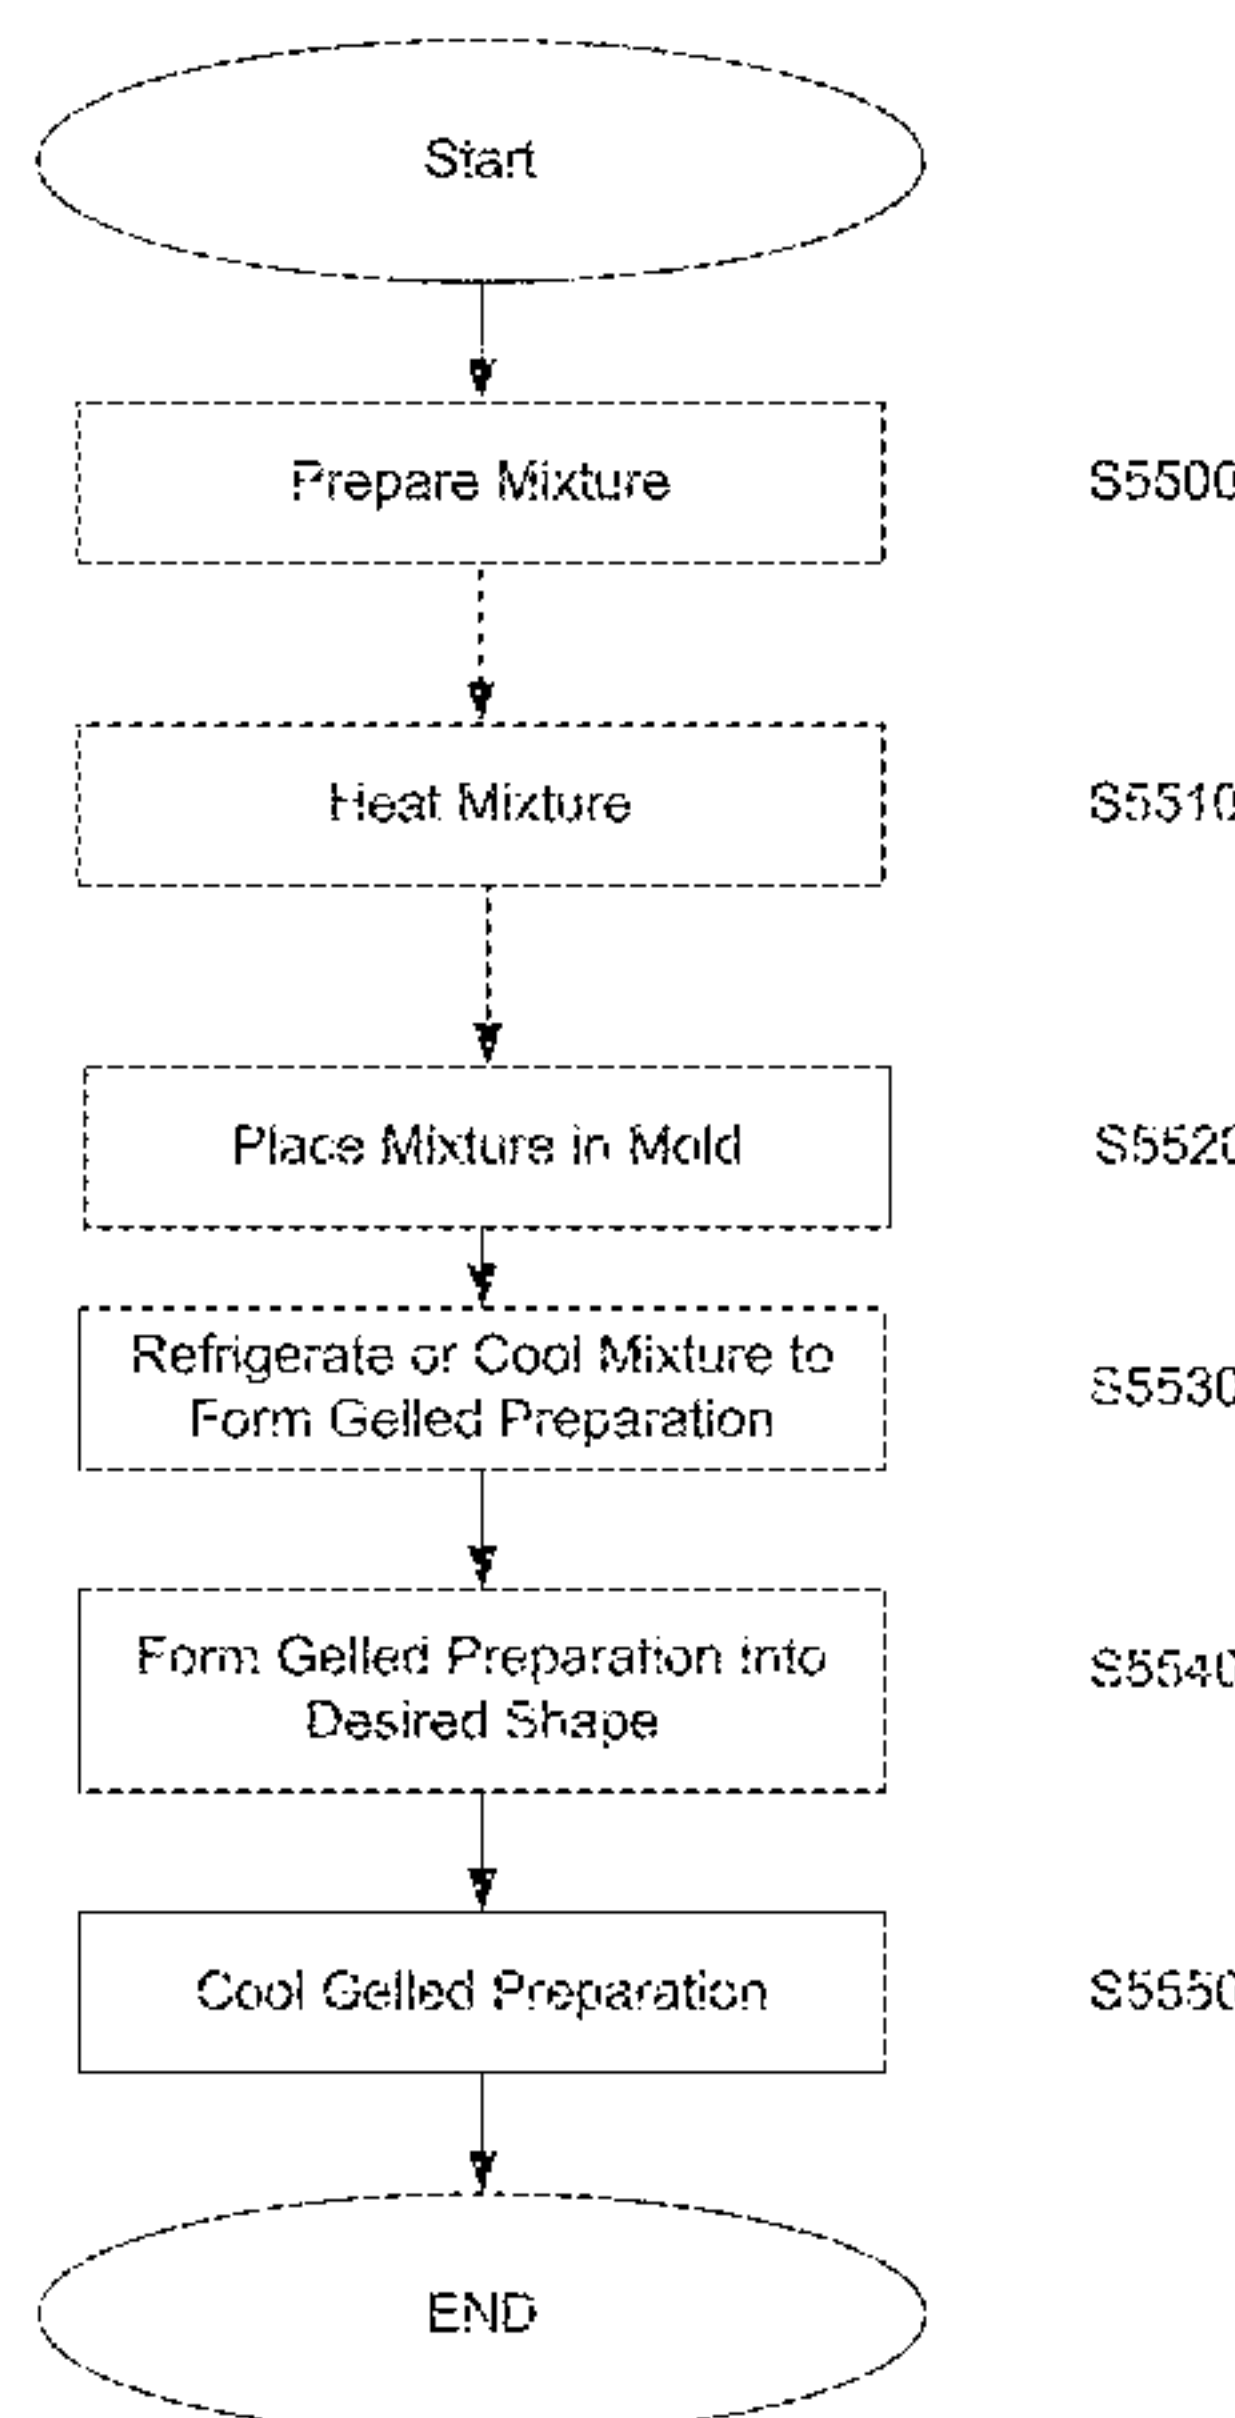 Start
Prepare Mixture S5500
Heat Mixture S5510
Place Mixture in Mold S5520
Refrigerate or Cool Mixture to
Form Gelled Preparation S5530
Form Gelled Preparation into
Desired Shape S5540
Cool Gelled Preparation S5550
END